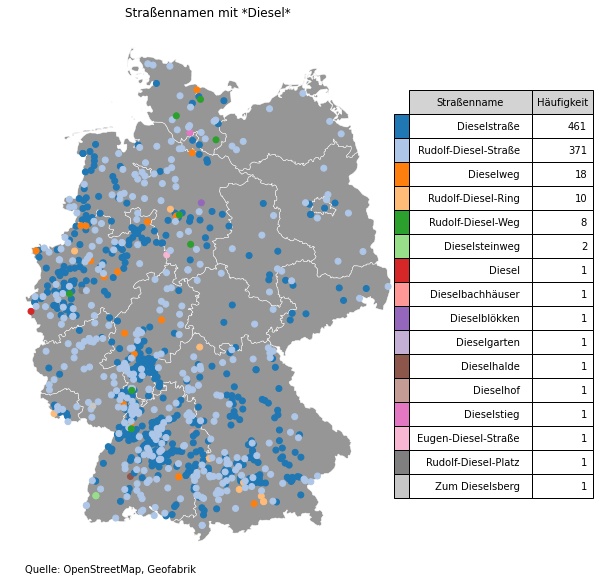 Straßennamen mit *Diesel*
Straßenname Häufigkeit
Dieselstraße 461
Rudolf-Diesel-Straße 371
Dieselweg 18
Rudolf-Diesel-Ring 10
Rudolf-Diesel-Weg 8
Dieselsteinweg 2
Diesel 1
Dieselbachhäuser 1
Dieselblökken 1
Dieselgarten 1
Dieselhalde 1
Dieselhof 1
Dieselstieg 1
Eugen-Diesel-Straße 1
Rudolf-Diesel-Platz 1
Zum Dieselsberg 1
Quelle: OpenStreetMap, Geofabrik